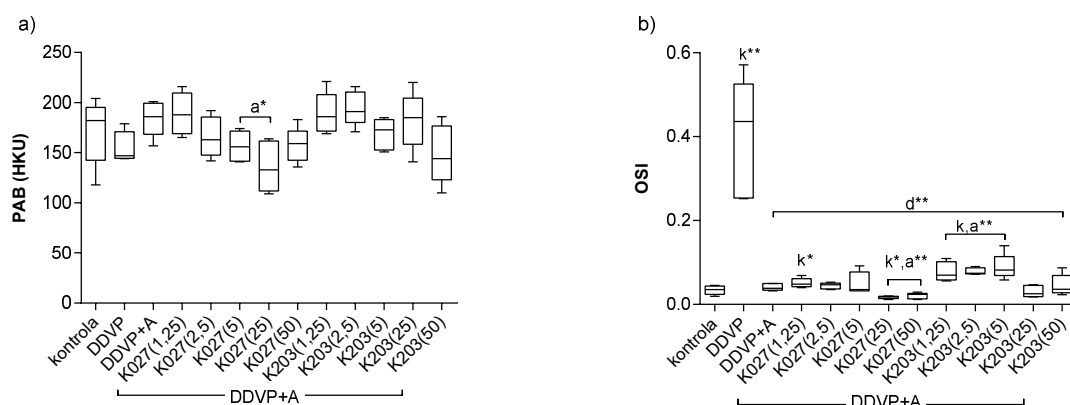 a)
PAB (HKU)
250
200
150
100
50
0
a*
kontrola
DDVP
DDVP+A
K027(1,25)
K027(2,5)
K027(5)
K027(25)
K027(50)
K203(1,25)
K203(2,5)
K203(5)
K203(25)
K203(50)
DDVP+A
b)
OSI
0.6
0.4
0.2
0.0
k**
d**
k,a**
k*
k*,a**
kontrola
DDVP
DDVP+A
K027(1,25)
K027(2,5)
K027(5)
K027(25)
K027(50)
K203(1,25)
K203(2,5)
K203(5)
K203(25)
K203(50)
DDVP+A